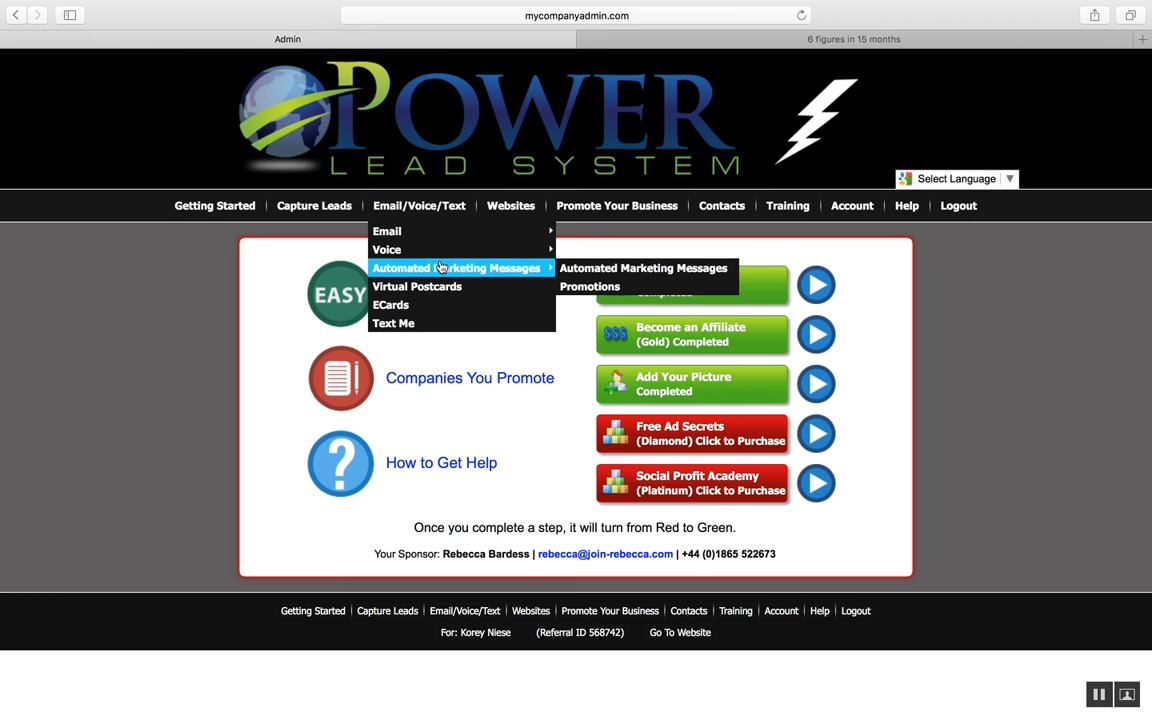 mycompanyadmin.com
Admin
6 figures in 15 months
POWER
LEAD SYSTEM
Select Language ▼
Getting Started
Capture Leads
Email/Voice/Text
Websites
Promote Your Business
Contacts
Training
Account
Help
Logout
Email
Voice
Automated Marketing Messages
Virtual Postcards
ECards
Text Me
Automated Marketing Messages
Promotions
EASY
Companies You Promote
How to Get Help
$$$
Become an Affiliate
(Gold) Completed
Add Your Picture
Completed
Free Ad Secrets
(Diamond) Click to Purchase
Social Profit Academy
(Platinum) Click to Purchase
Once you complete a step, it will turn from Red to Green.
Your Sponsor: Rebecca Bardess | rebecca@join-rebecca.com | +44 (0)1865 522673
Getting Started | Capture Leads | Email/Voice/Text | Websites | Promote Your Business | Contacts | Training | Account | Help | Logout
For: Korey Niese (Referral ID 568742) Go To Website